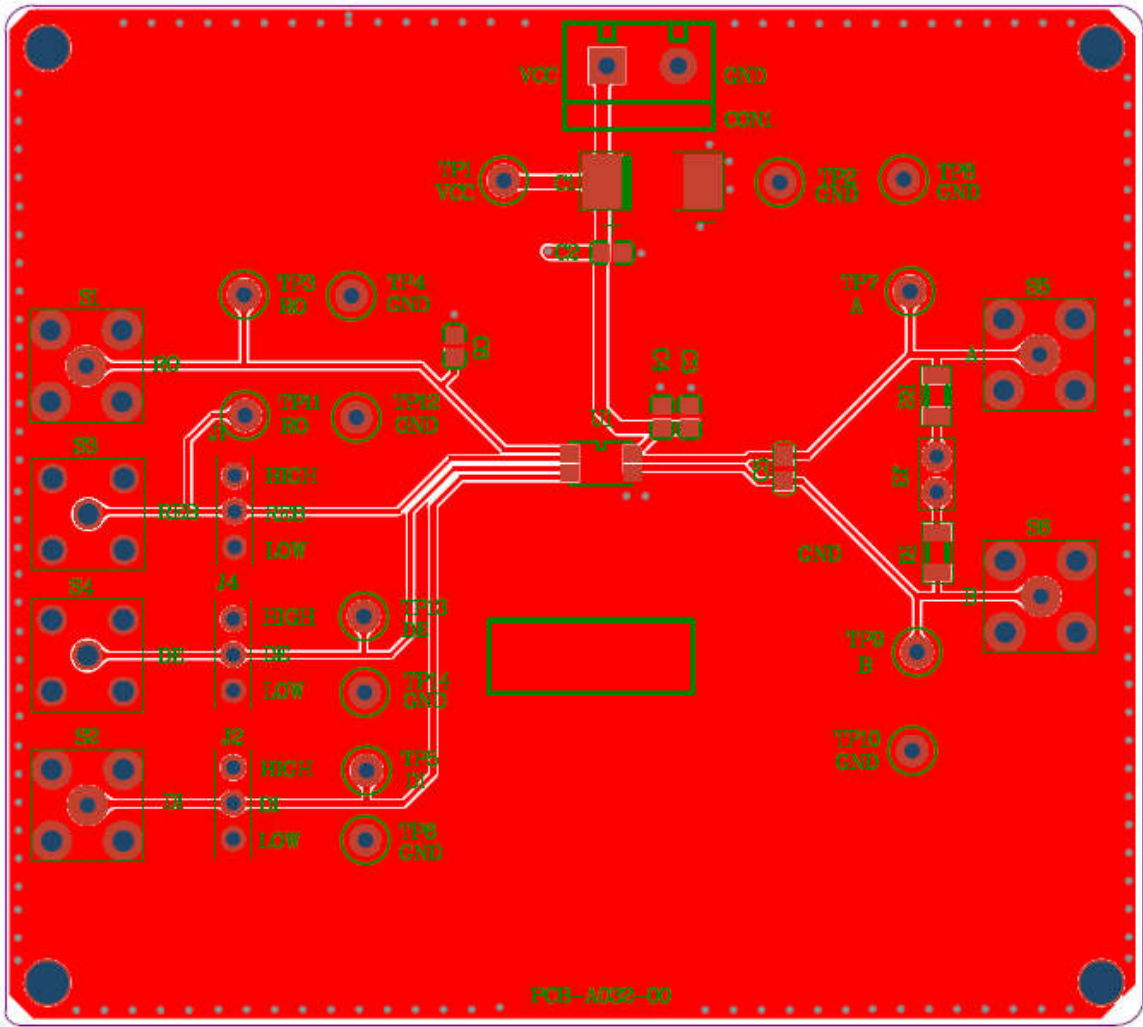 VCC
GND
CON1
TP1
VCC
C1
TP2
GND
TP8
GND
C2
TP3
RO
TP4
GND
TP7
A
S5
S1
RO
C5
A
C4
C3
R2
TP11
RO
TP12
GND
U1
J1
S3
HIGH
REB
REB
LOW
J3
GND
R1
S6
S4
J4
HIGH
TP13
DE
DE
DE
LOW
TP14
GND
B
TP9
B
S2
J2
HIGH
TP5
DI
DI
DI
LOW
TP6
GND
TP10
GND
PCB-A032-00